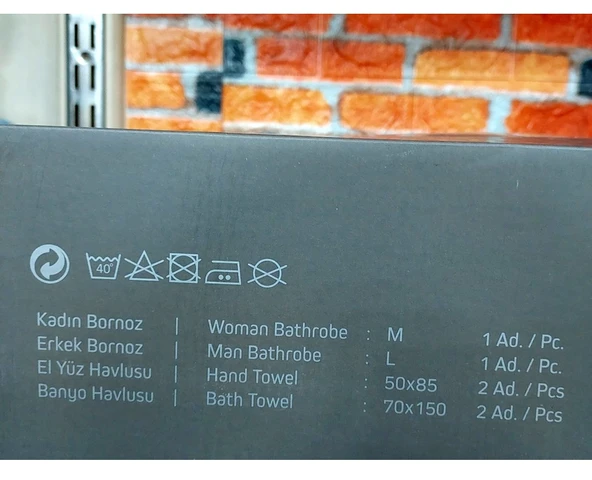 40°
Kadın Bornoz | Woman Bathrobe : M 1 Ad. / Pc.
Erkek Bornoz | Man Bathrobe : L 1 Ad. / Pc.
El Yüz Havlusu | Hand Towel : 50x85 2 Ad. / Pcs
Banyo Havlusu | Bath Towel : 70x150 2 Ad. / Pcs